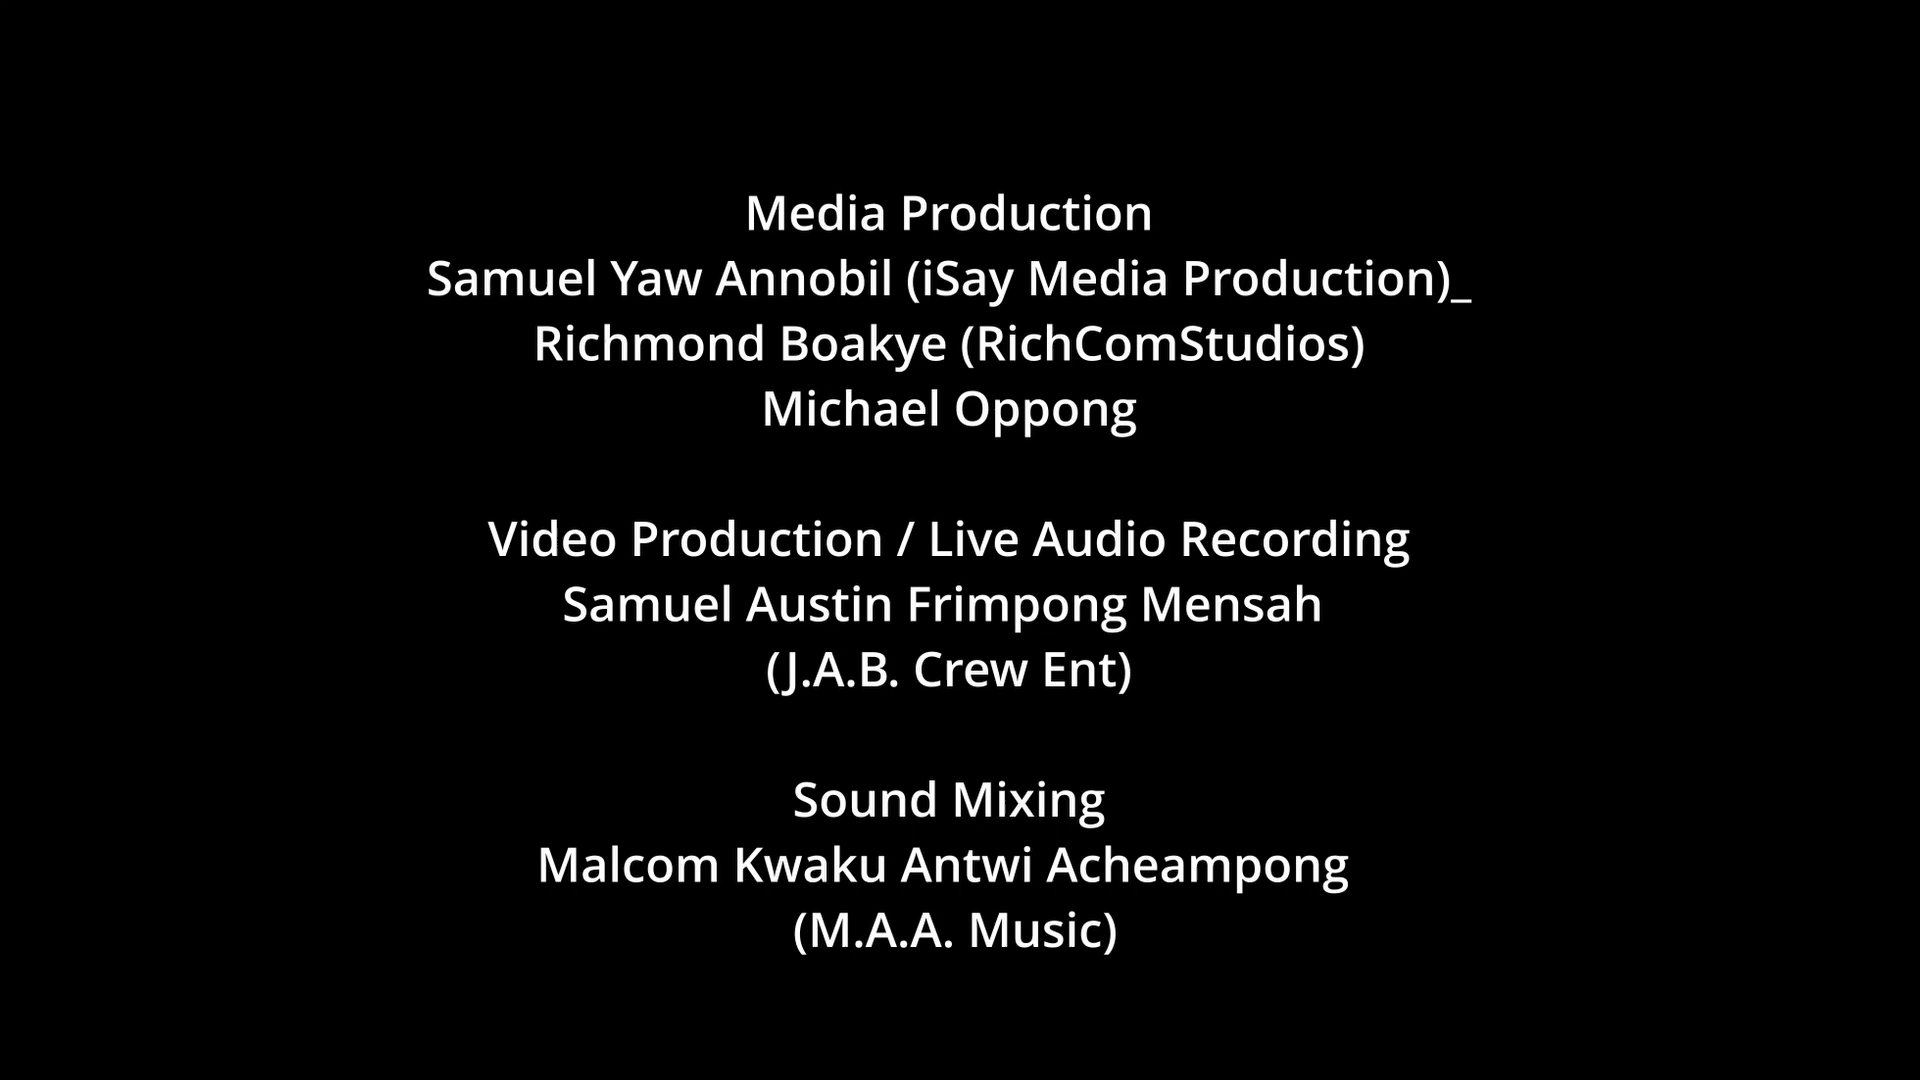 Media Production
Samuel Yaw Annobil (iSay Media Production)_
Richmond Boakye (RichComStudios)
Michael Oppong
Video Production / Live Audio Recording
Samuel Austin Frimpong Mensah
(J.A.B. Crew Ent)
Sound Mixing
Malcom Kwaku Antwi Acheampong
(M.A.A. Music)